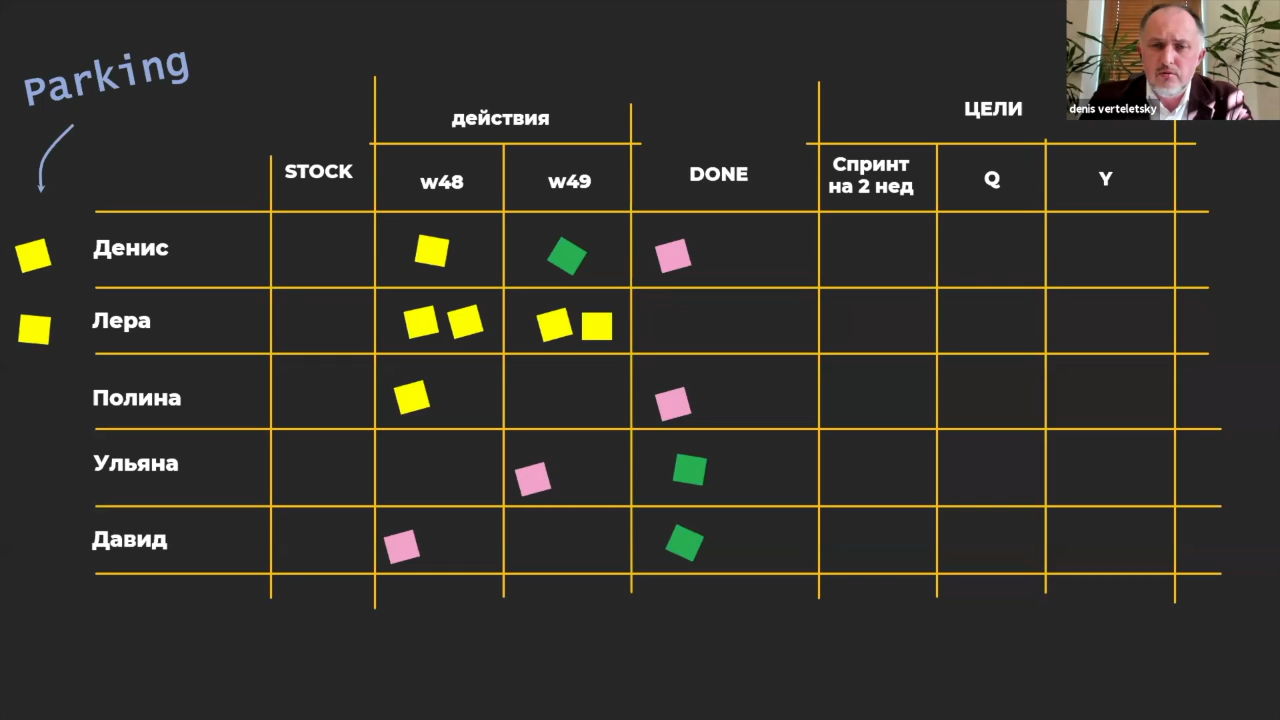 Parking
denis verteletsky
действия
ЦЕЛИ
STOCK
w48
w49
DONE
Спринт
на 2 нед
Q
Y
Денис
Лера
Полина
Ульяна
Давид